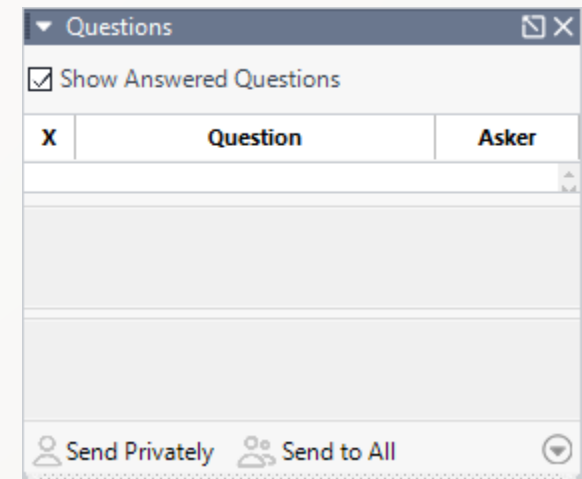 Questions
Show Answered Questions
X Question Asker
Send Privately Send to All